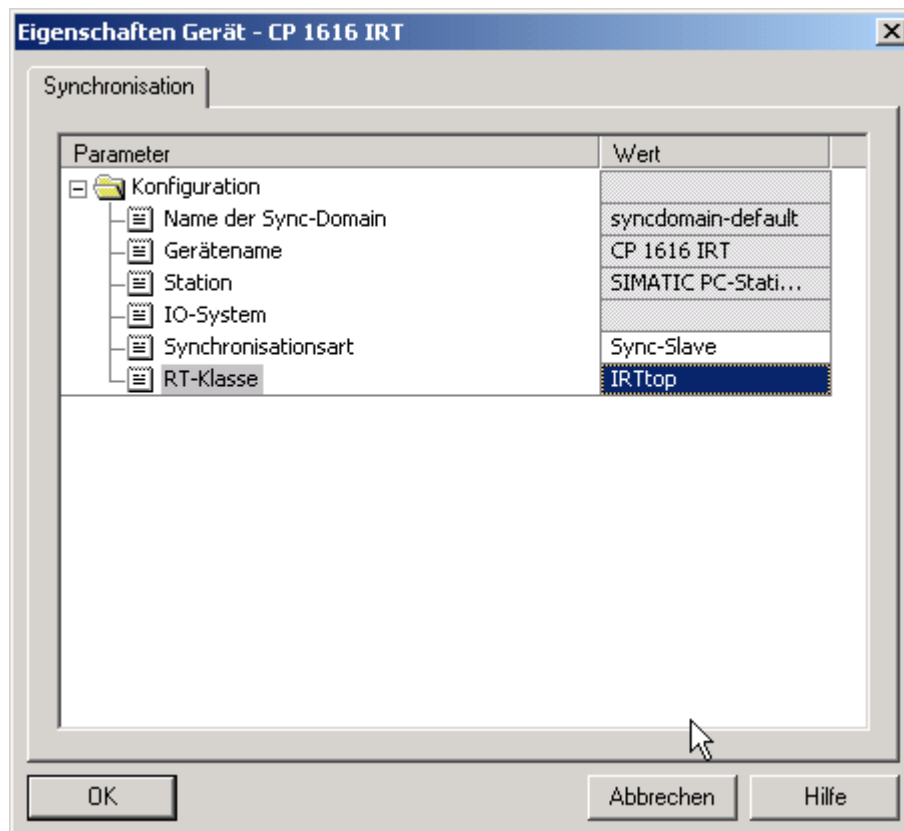 Eigenschaften Gerät - CP 1616 IRT
Synchronisation
Parameter Wert
Konfiguration
Name der Sync-Domain syncdomain-default
Gerätename CP 1616 IRT
Station SIMATIC PC-Stati...
IO-System
Synchronisationsart Sync-Slave
RT-Klasse IRTtop
OK Abbrechen Hilfe